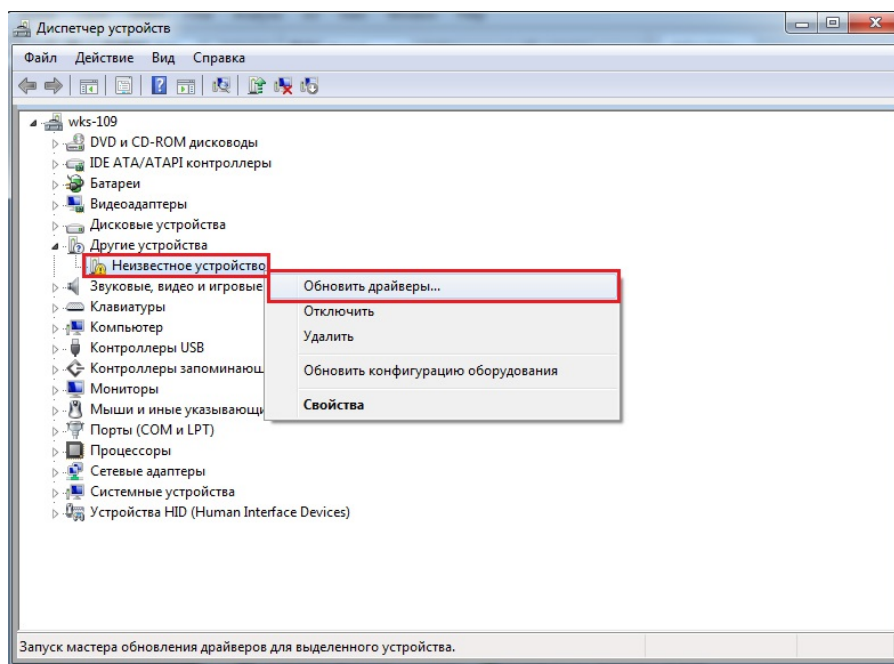 Диспетчер устройств
Файл Действие Вид Справка
wks-109
DVD и CD-ROM дисководы
IDE ATA/ATAPI контроллеры
Батареи
Видеоадаптеры
Дисковые устройства
Другие устройства
Неизвестное устройство
Обновить драйверы...
Звуковые, видео и игровые
Отключить
Клавиатуры
Компьютер
Удалить
Контроллеры USB
Контроллеры запоминающ
Обновить конфигурацию оборудования
Мониторы
Мыши и иные указывающи
Свойства
Порты (COM и LPT)
Процессоры
Сетевые адаптеры
Системные устройства
Устройства HID (Human Interface Devices)
Запуск мастера обновления драйверов для выделенного устройства.